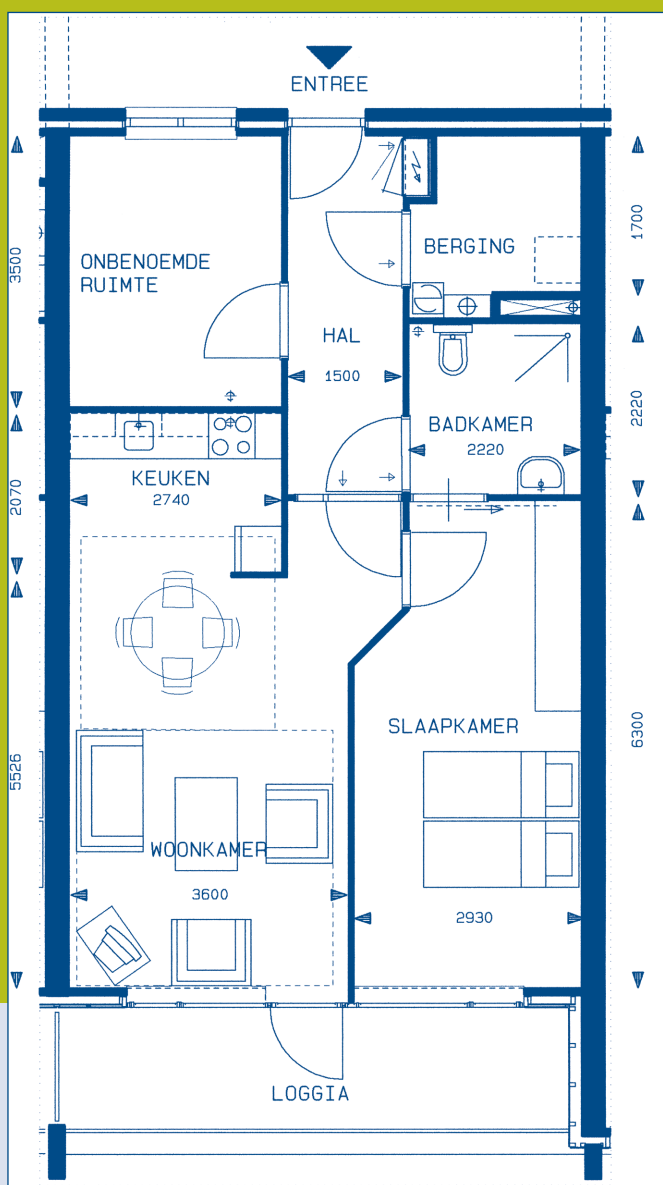 ENTREE
3500
1700
BERGING
ONBENOEMDE
RUIMTE
HAL
1500
2220
BADKAMER
2220
KEUKEN
2740
2070
SLAAPKAMER
6300
5526
WOONKAMER
3600
2930
LOGGIA